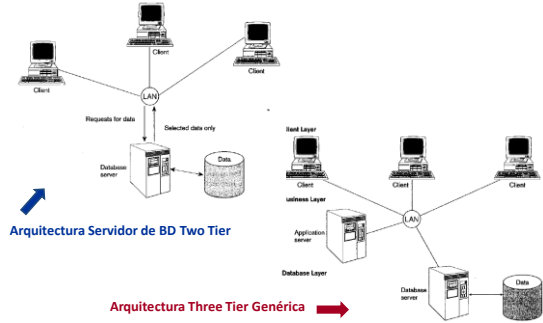 Client
Client
Client
LAN
Requests for data
Selected data only
Database
server
Data
Arquitectura Servidor de BD Two Tier
lient Layer
Client
Client
Client
usiness Layer
LAN
Application
server
Database Layer
Database
server
Data
Arquitectura Three Tier Genérica